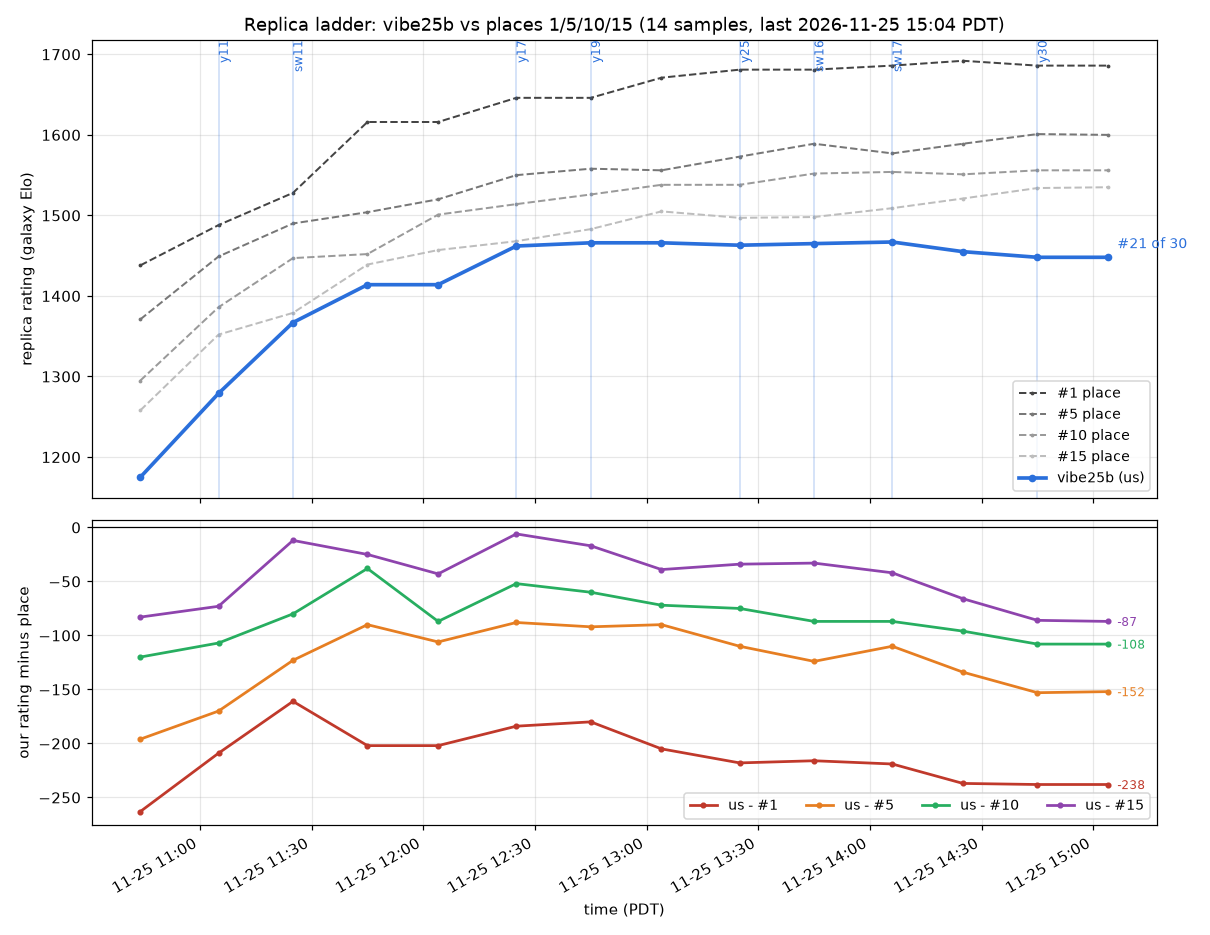 Replica ladder: vibe25b vs places 1/5/10/15 (14 samples, last 2026-11-25 15:04 PDT)
replica rating (galaxy Elo)
1700
1600
1500
1400
1300
1200
y11
sw11
y17
y19
y25
sw16
sw17
y30
#21 of 30
#1 place
#5 place
#10 place
#15 place
vibe25b (us)
our rating minus place
0
−50
−100
−150
−200
−250
-87
-108
-152
-238
us - #1
us - #5
us - #10
us - #15
11-25 11:00
11-25 11:30
11-25 12:00
11-25 12:30
11-25 13:00
11-25 13:30
11-25 14:00
11-25 14:30
11-25 15:00
time (PDT)